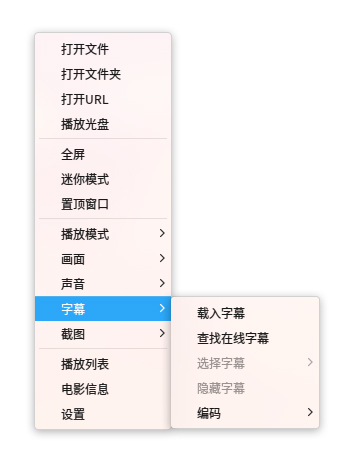 打开文件
打开文件夹
打开URL
播放光盘
全屏
迷你模式
置顶窗口
播放模式
画面
声音
字幕
截图
播放列表
电影信息
设置
载入字幕
查找在线字幕
选择字幕
隐藏字幕
编码